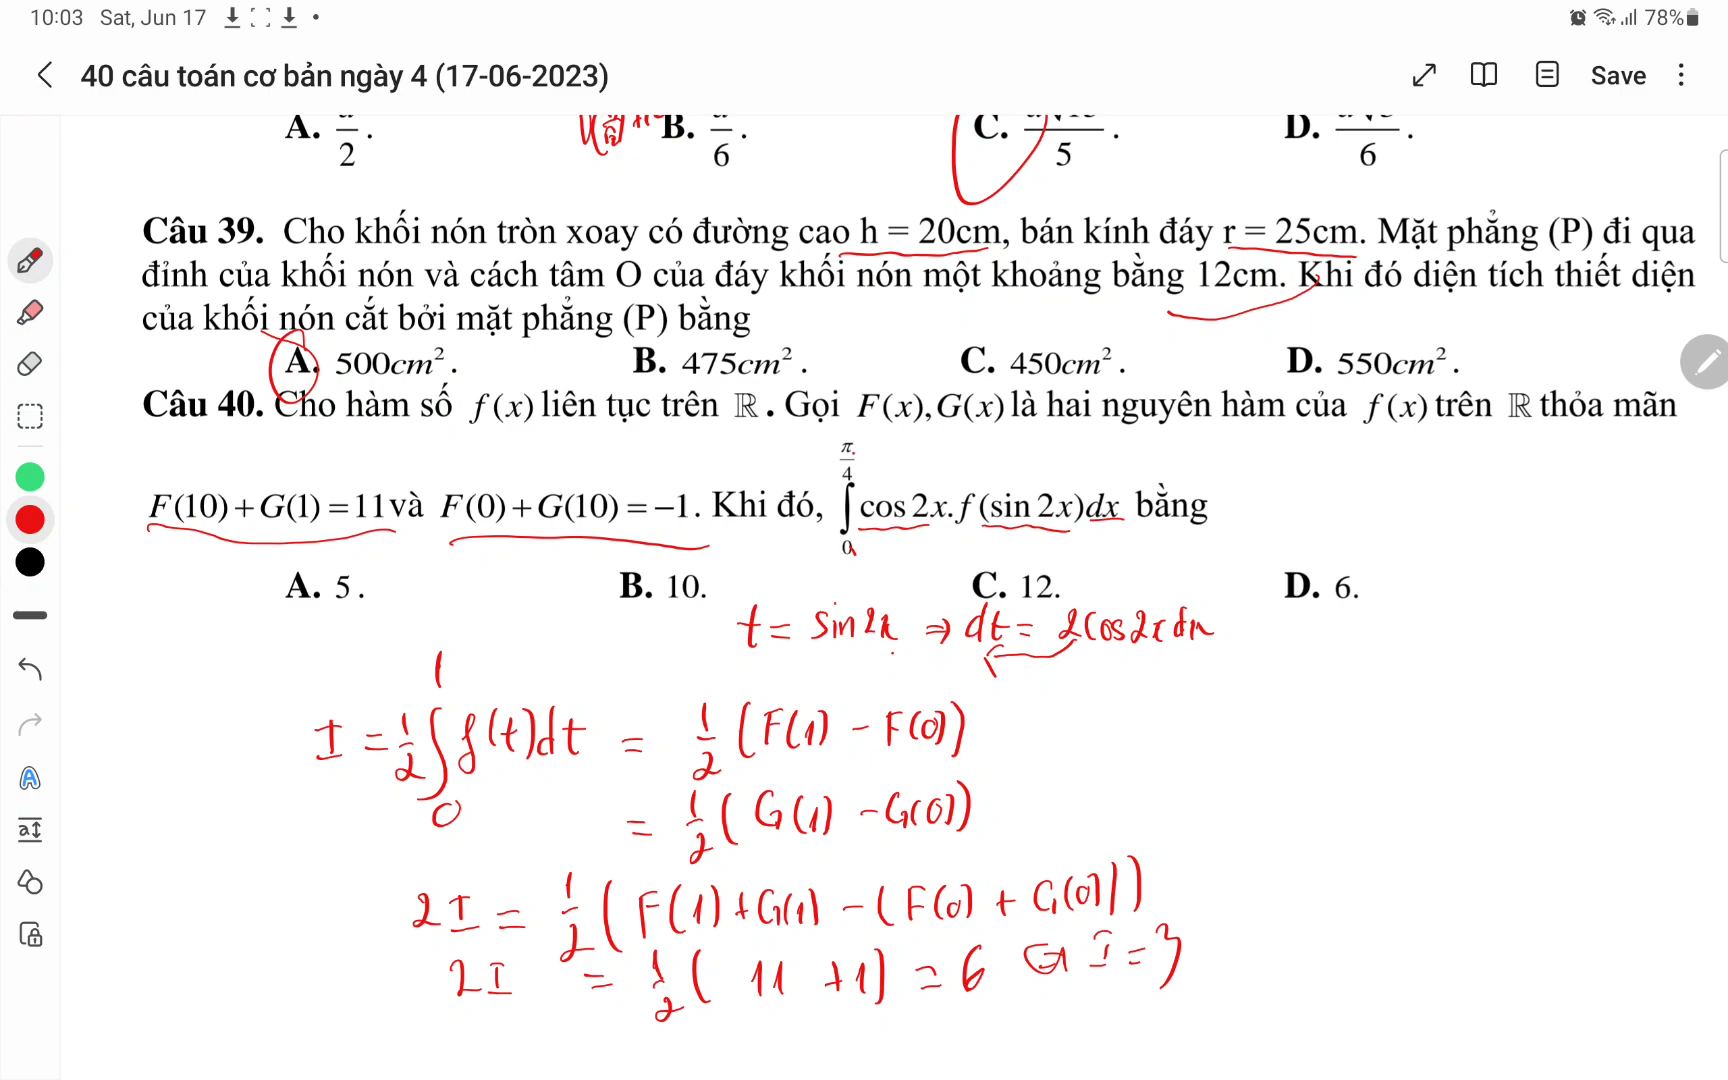 10:03 Sat, Jun 17 78%
40 câu toán cơ bản ngày 4 (17-06-2023) Save
A. /2. B. /6. C. /5. D. /6.
Câu 39. Cho khối nón tròn xoay có đường cao h = 20cm, bán kính đáy r = 25cm. Mặt phẳng (P) đi qua
đỉnh của khối nón và cách tâm O của đáy khối nón một khoảng bằng 12cm. Khi đó diện tích thiết diện
của khối nón cắt bởi mặt phẳng (P) bằng
A. 500cm². B. 475cm². C. 450cm². D. 550cm².
Câu 40. Cho hàm số f(x) liên tục trên ℝ. Gọi F(x), G(x) là hai nguyên hàm của f(x) trên ℝ thỏa mãn
F(10)+G(1)=11 và F(0)+G(10)=−1. Khi đó, ∫₀^(π/4) cos2x.f(sin2x)dx bằng
A. 5. B. 10. C. 12. D. 6.
t = sin2x ⇒ dt = 2cos2xdx
I = 1/2 ∫₀¹ f(t)dt = 1/2 (F(1) − F(0))
= 1/2 (G(1) − G(0))
2I = 1/2 (F(1)+G(1) − (F(0) + G(0)))
2I = 1/2 ( 11 +1) = 6 ⇔ I = 3